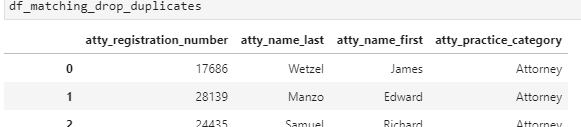 df_matching_drop_duplicates
atty_registration_number atty_name_last atty_name_first atty_practice_category
0 17686 Wetzel James Attorney
1 28139 Manzo Edward Attorney
2 24435 Samuel Richard Attorney